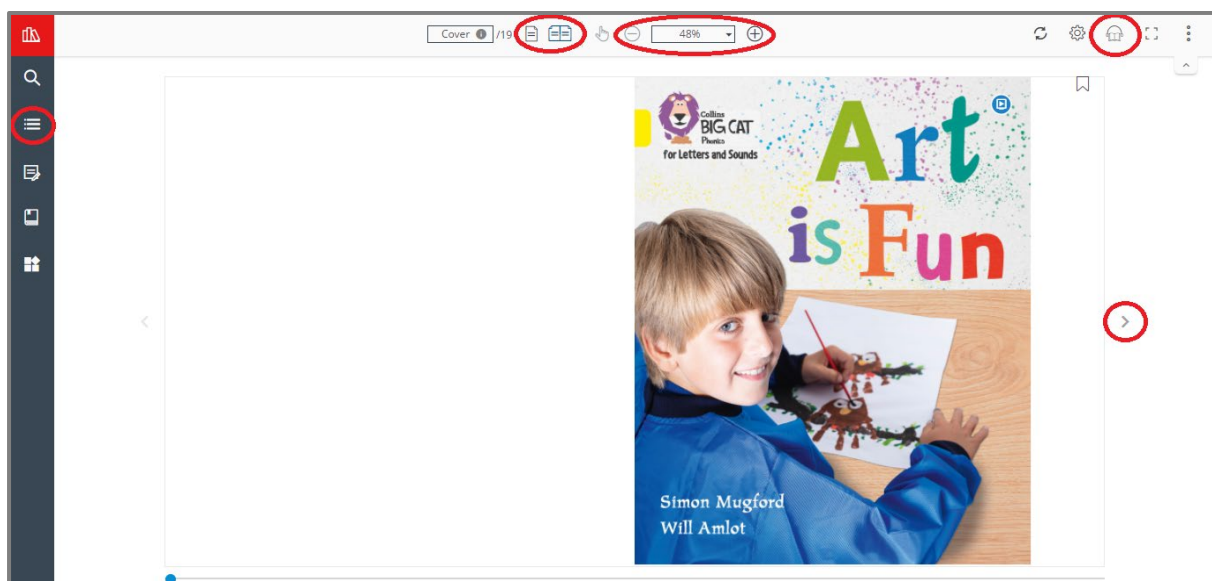 Cover /19 48%
Collins
BIG CAT
Phonics
for Letters and Sounds
Art
is Fun
Simon Mugford
Will Amlot